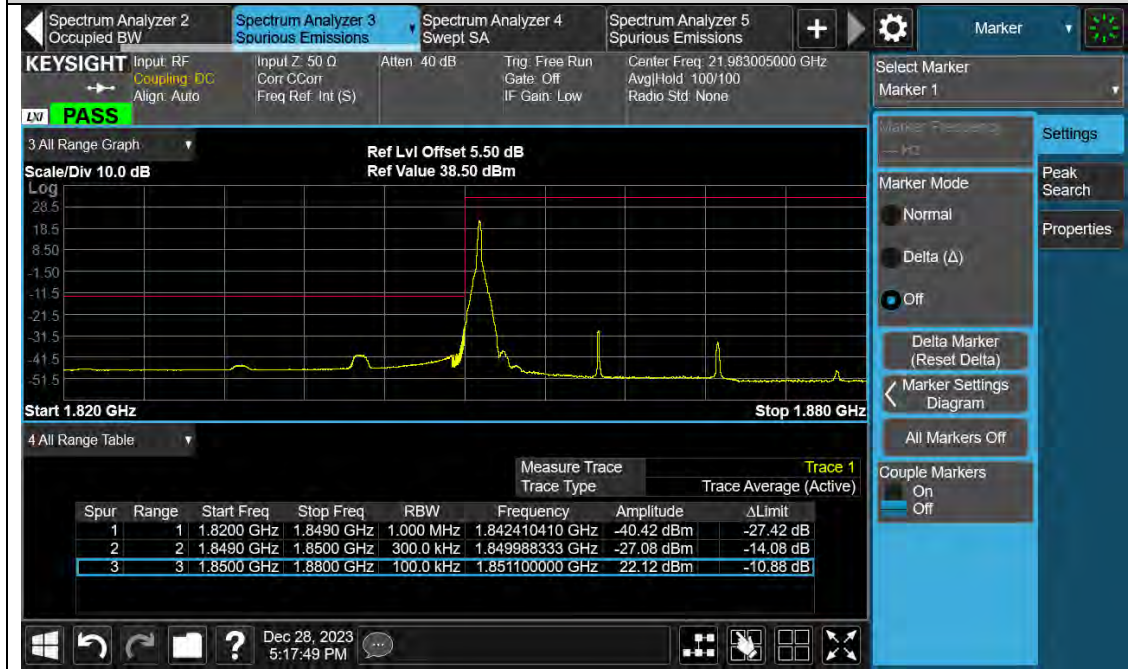 Spectrum Analyzer 2
Occupied BW
Spectrum Analyzer 3
Spurious Emissions
Spectrum Analyzer 4
Swept SA
Spectrum Analyzer 5
Spurious Emissions
+
Marker
KEYSIGHT
Input: RF
Coupling: DC
Align: Auto
Input Z: 50 Ω
Corr CCorr
Freq Ref: Int (S)
Atten: 40 dB
Trig: Free Run
Gate: Off
IF Gain: Low
Center Freq: 21.983005000 GHz
Avg|Hold: 100/100
Radio Std: None
LXI PASS
Select Marker
Marker 1
Marker Frequency
--- Hz
Settings
Peak
Search
Properties
Marker Mode
Normal
Delta (Δ)
Off
Delta Marker
(Reset Delta)
Marker Settings
Diagram
All Markers Off
Couple Markers
On
Off
3 All Range Graph
Scale/Div 10.0 dB
Ref Lvl Offset 5.50 dB
Ref Value 38.50 dBm
Log
28.5
18.5
8.50
-1.50
-11.5
-21.5
-31.5
-41.5
-51.5
Start 1.820 GHz
Stop 1.880 GHz
4 All Range Table
Measure Trace Trace 1
Trace Type Trace Average (Active)
Spur Range Start Freq Stop Freq RBW Frequency Amplitude ΔLimit
1 1 1.8200 GHz 1.8490 GHz 1.000 MHz 1.842410410 GHz -40.42 dBm -27.42 dB
2 2 1.8490 GHz 1.8500 GHz 300.0 kHz 1.849988333 GHz -27.08 dBm -14.08 dB
3 3 1.8500 GHz 1.8800 GHz 100.0 kHz 1.851100000 GHz 22.12 dBm -10.88 dB
?
Dec 28, 2023
5:17:49 PM